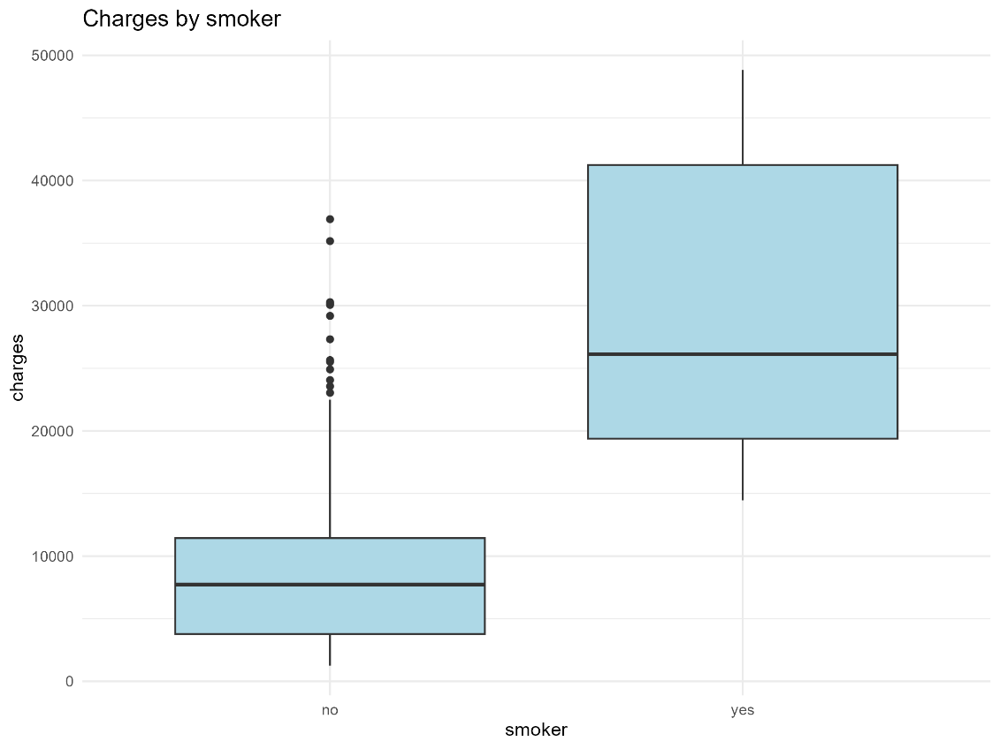 Charges by smoker
50000
40000
30000
20000
10000
0
charges
no
yes
smoker